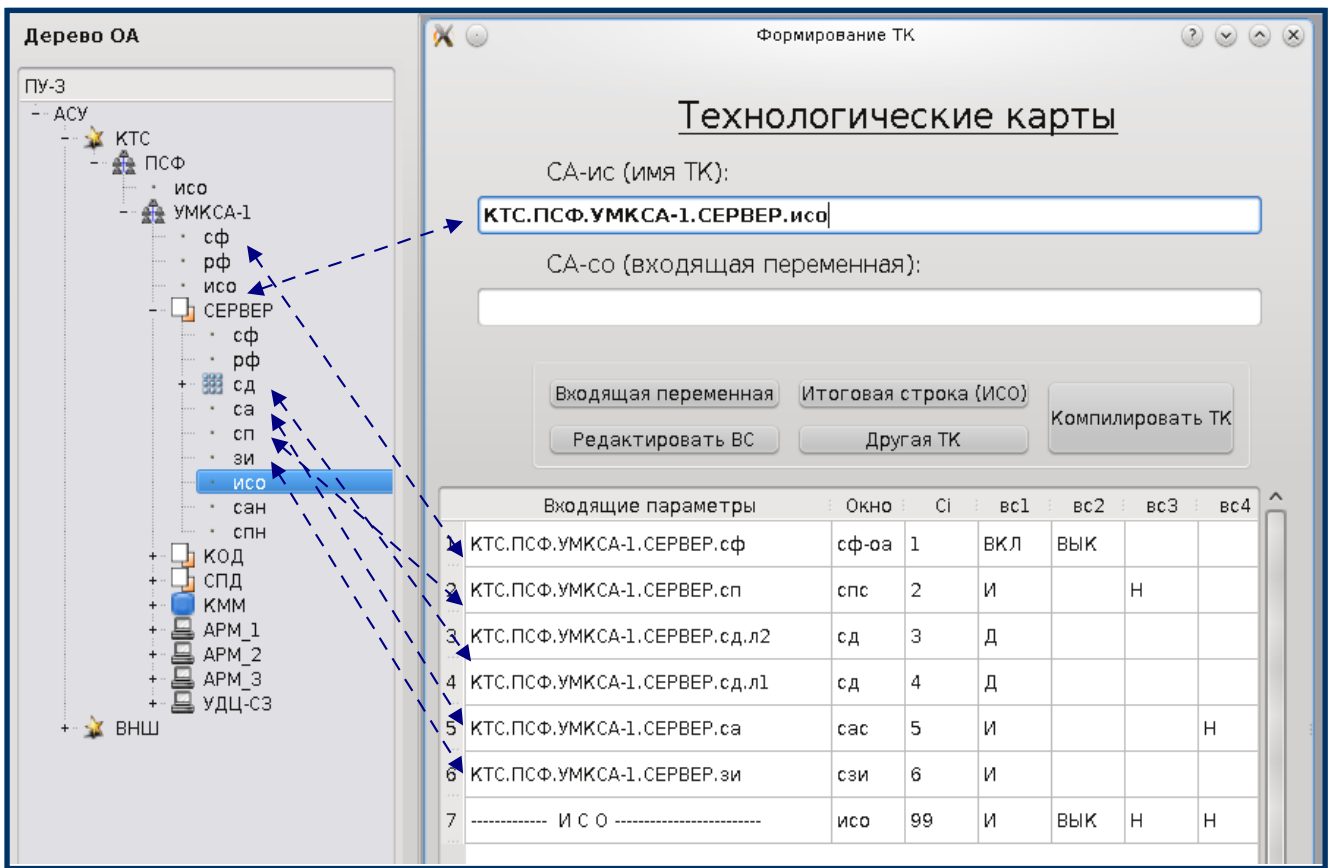 Дерево ОА
ПУ-3
АСУ
КТС
ПСФ
исо
УМКСА-1
сф
рф
исо
СЕРВЕР
сф
рф
сд
са
сп
зи
исо
сан
спн
КОД
СПД
КММ
АРМ_1
АРМ_2
АРМ_3
УДЦ-СЗ
ВНШ
Формирование ТК
Технологические карты
СА-ис (имя ТК):
КТС.ПСФ.УМКСА-1.СЕРВЕР.исо
СА-со (входящая переменная):
Входящая переменная Итоговая строка (ИСО) Компилировать ТК
Редактировать ВС Другая ТК
Входящие параметры Окно Ci вс1 вс2 вс3 вс4
1 КТС.ПСФ.УМКСА-1.СЕРВЕР.сф сф-оа 1 ВКЛ ВЫК
2 КТС.ПСФ.УМКСА-1.СЕРВЕР.сп спс 2 И Н
3 КТС.ПСФ.УМКСА-1.СЕРВЕР.сд.л2 сд 3 Д
4 КТС.ПСФ.УМКСА-1.СЕРВЕР.сд.л1 сд 4 Д
5 КТС.ПСФ.УМКСА-1.СЕРВЕР.са сас 5 И Н
6 КТС.ПСФ.УМКСА-1.СЕРВЕР.зи сзи 6 И
7 ------------- И С О ------------------------- исо 99 И ВЫК Н Н